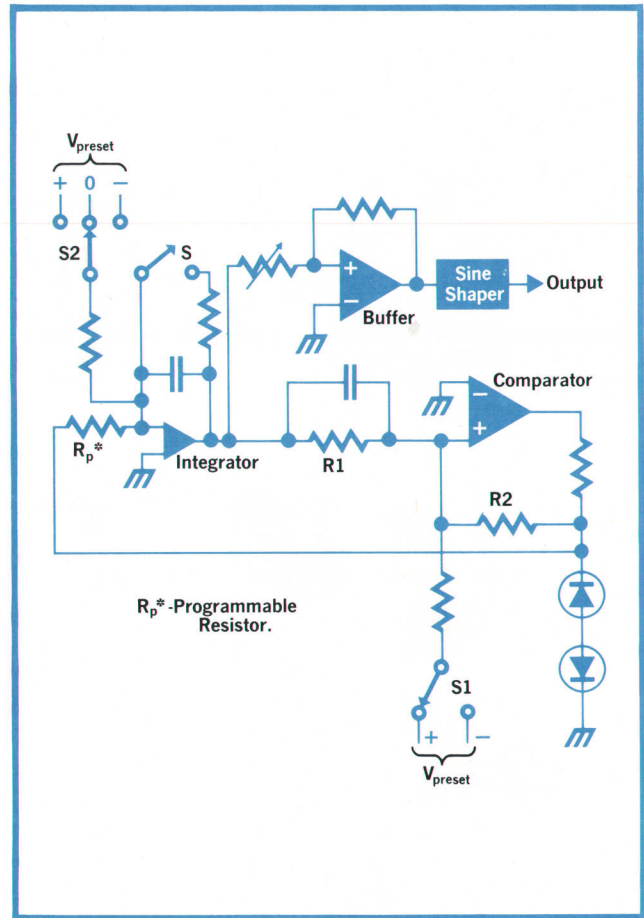 Vpreset
+ 0 −
S2
S
+
−
Buffer
Sine
Shaper
Output
Comparator
−
+
Rp*
Integrator
R1
R2
Rp* -Programmable
Resistor.
S1
+ −
Vpreset